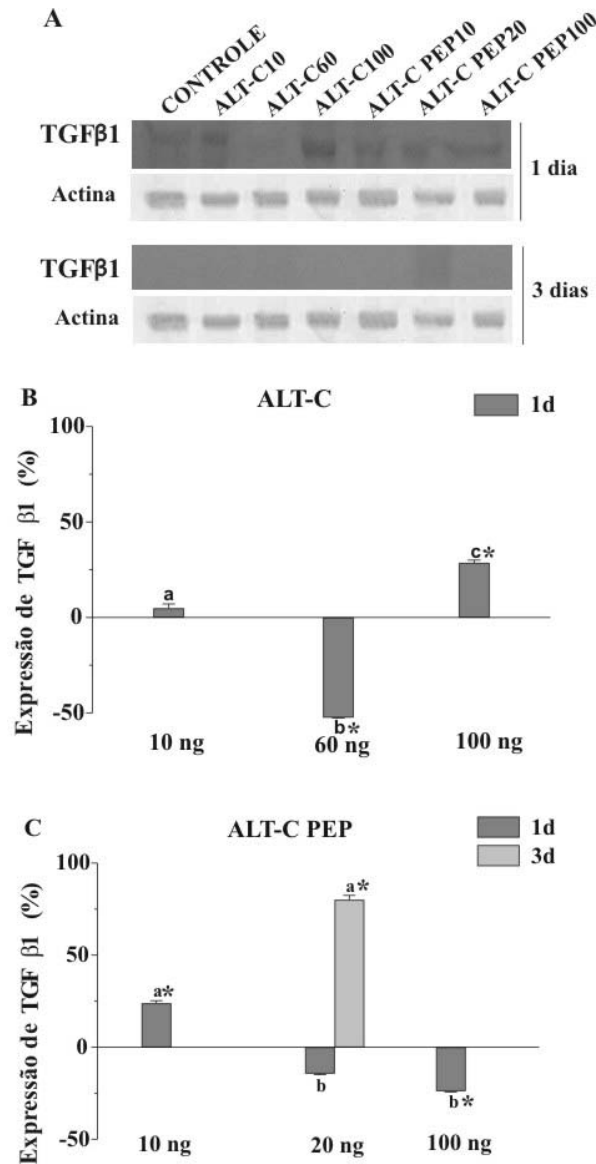 A
CONTROLE ALT-C10 ALT-C60 ALT-C100 ALT-C PEP10 ALT-C PEP20 ALT-C PEP100
TGFβ1
1 dia
Actina
TGFβ1
3 dias
Actina
B
ALT-C
1d
Expressão de TGF β1 (%)
100
50
0
-50
a
b*
c*
10 ng 60 ng 100 ng
C
ALT-C PEP
1d
3d
Expressão de TGF β1 (%)
100
50
0
-50
a*
b
a*
b*
10 ng 20 ng 100 ng